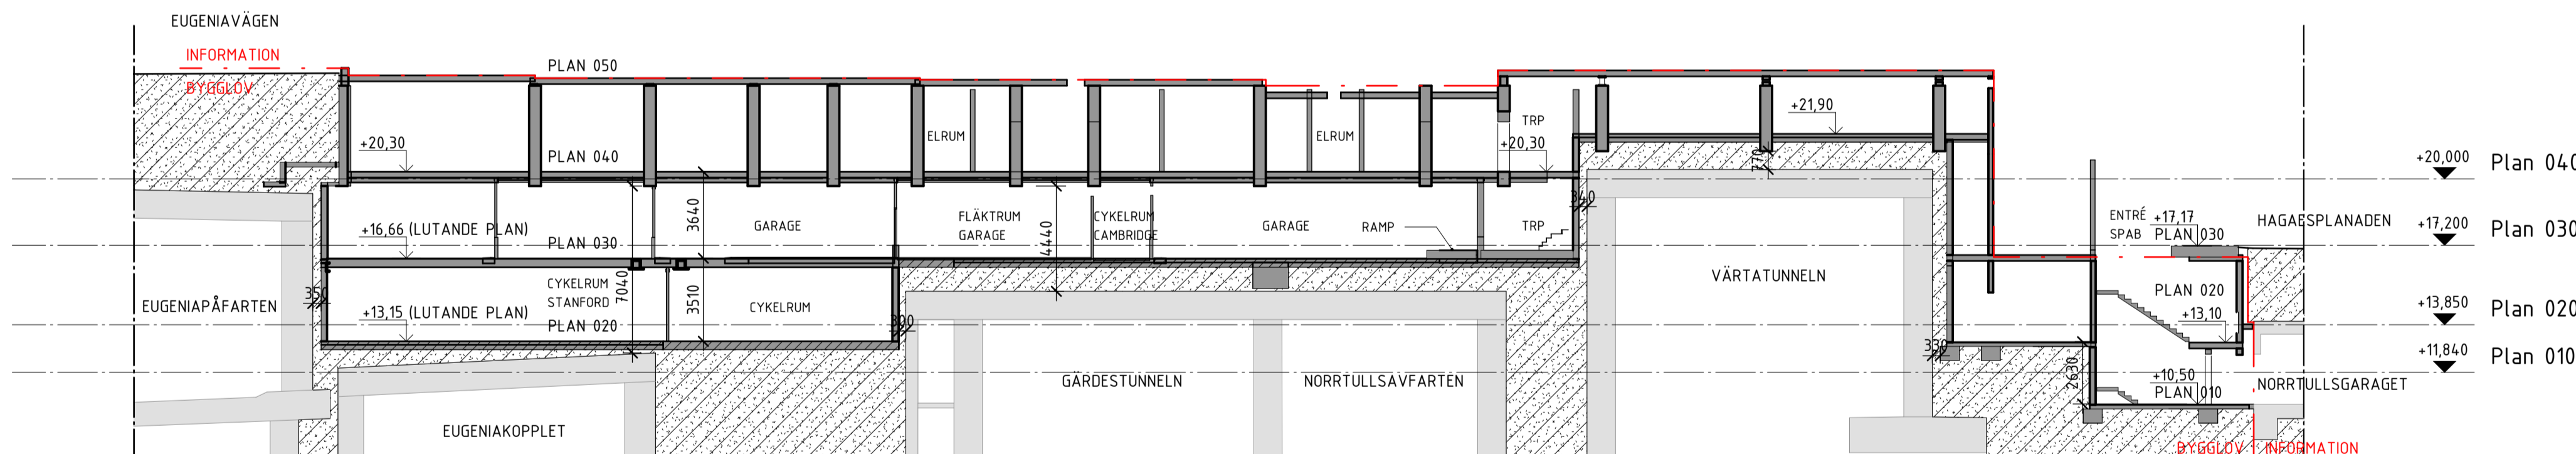 EUGENIAVÄGEN
INFORMATION
BYGGLOV
PLAN 050
ELRUM
ELRUM
TRP
+21,90
+20,30
PLAN 040
+20,30
770
+20,000
Plan 040
340
3640
4440
+16,66 (LUTANDE PLAN)
PLAN 030
GARAGE
FLÄKTRUM
GARAGE
CYKELRUM
CAMBRIDGE
GARAGE
RAMP
TRP
ENTRÉ
SPAB
+17,17
PLAN 030
HAGAESPLANADEN
+17,200
Plan 030
VÄRTATUNNELN
EUGENIAPÅFARTEN
350
CYKELRUM
STANFORD
7040
3510
CYKELRUM
+13,15 (LUTANDE PLAN)
PLAN 020
300
PLAN 020
+13,10
+13,850
Plan 020
330
2630
+11,840
Plan 010
GÄRDESTUNNELN
NORRTULLSAVFARTEN
+10,50
PLAN 010
NORRTULLSGARAGET
EUGENIAKOPPLET
BYGGLOV
INFORMATION